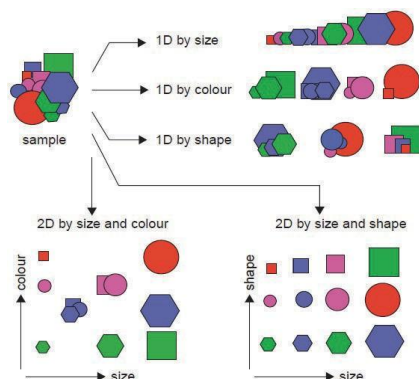 1D by size
1D by colour
1D by shape
sample
2D by size and colour
2D by size and shape
colour
size
shape
size